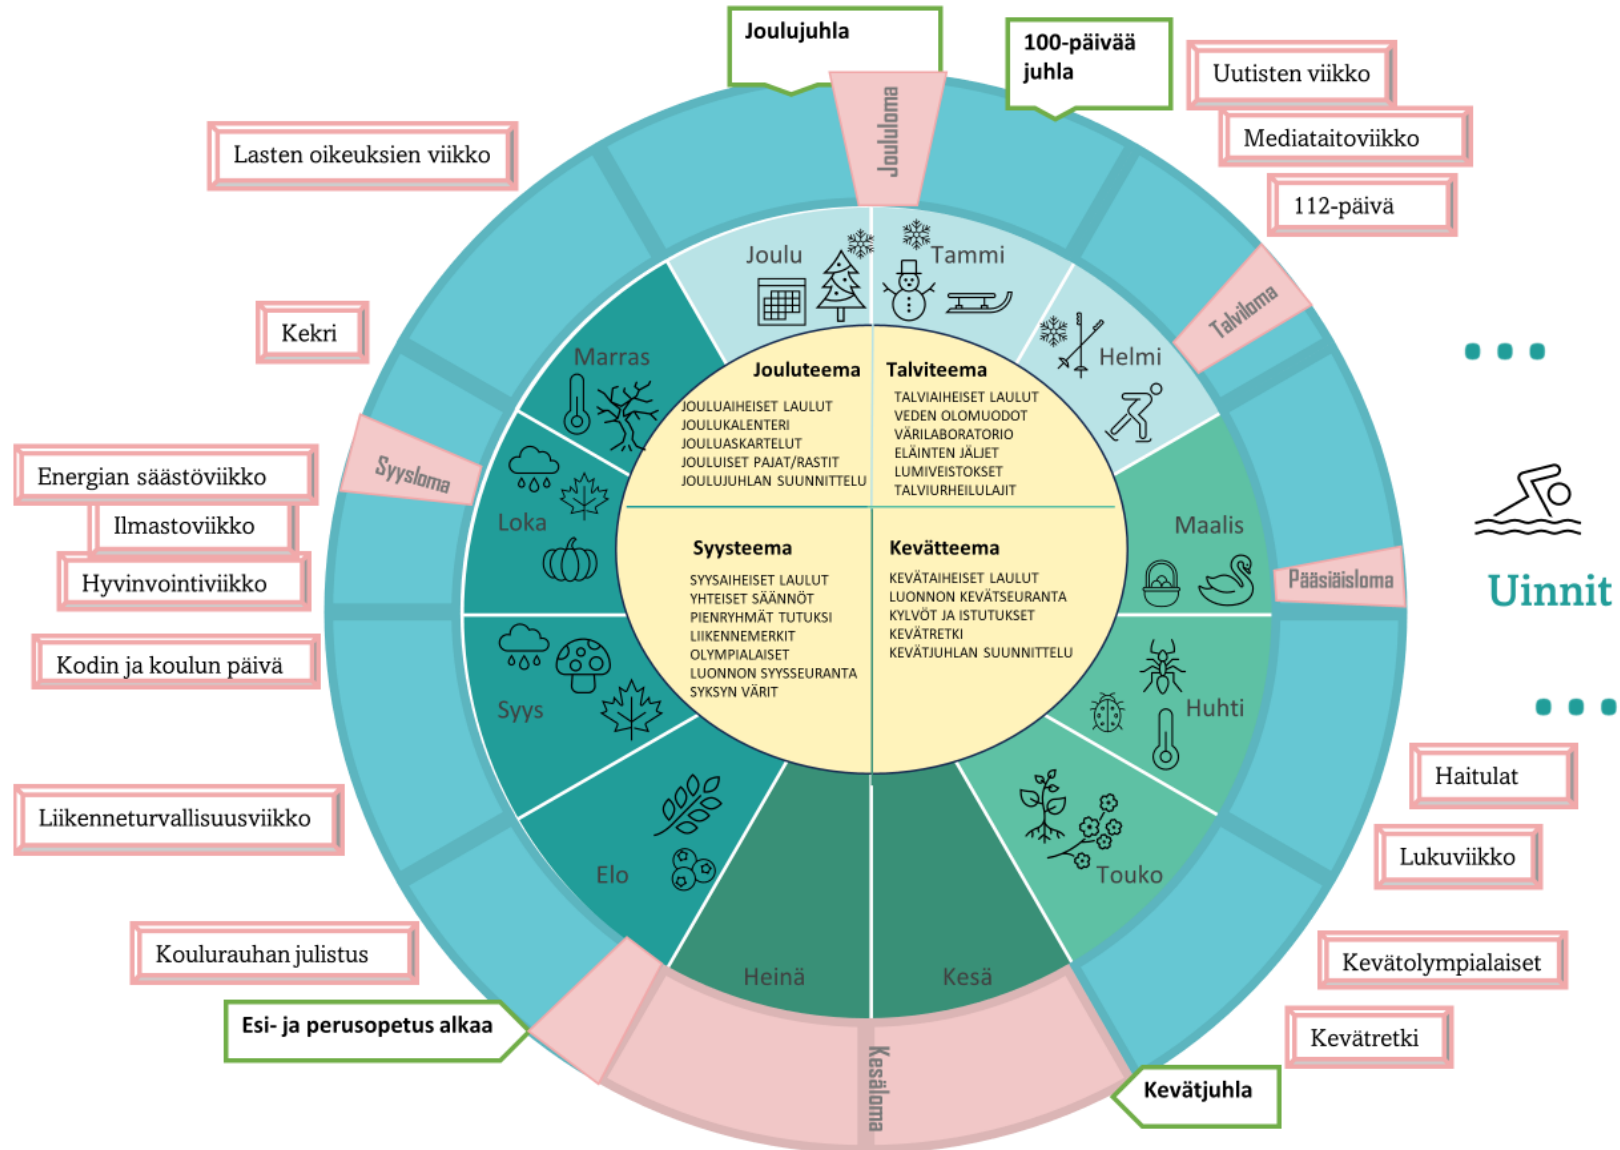 Joulujuhla
100-päivää
juhla
Uutisten viikko
Mediataitoviikko
112-päivä
Lasten oikeuksien viikko
Kekri
Energian säästöviikko
Ilmastoviikko
Hyvinvointiviikko
Kodin ja koulun päivä
Liikenneturvallisuusviikko
Koulurauhan julistus
Esi- ja perusopetus alkaa
Joululoma
Talviloma
Pääsiäisloma
Kesäloma
Syysloma
Joulu
Tammi
Helmi
Maalis
Huhti
Touko
Kesä
Heinä
Elo
Syys
Loka
Marras
Jouluteema
JOULUAIHEISET LAULUT
JOULUKALENTERI
JOULUASKARTELUT
JOULUISET PAJAT/RASTIT
JOULUJUHLAN SUUNNITTELU
Talviteema
TALVIAIHEISET LAULUT
VEDEN OLOMUODOT
VÄRILABORATORIO
ELÄINTEN JÄLJET
LUMIVEISTOKSET
TALVIURHEILULAJIT
Syysteema
SYYSAIHEISET LAULUT
YHTEISET SÄÄNNÖT
PIENRYHMÄT TUTUKSI
LIIKENNEMERKIT
OLYMPIALAISET
LUONNON SYYSSEURANTA
SYKSYN VÄRIT
Kevätteema
KEVÄTAIHEISET LAULUT
LUONNON KEVÄTSEURANTA
KYLVÖT JA ISTUTUKSET
KEVÄTRETKI
KEVÄTJUHLAN SUUNNITTELU
Uinnit
Haitulat
Lukuviikko
Kevätolympialaiset
Kevätretki
Kevätjuhla